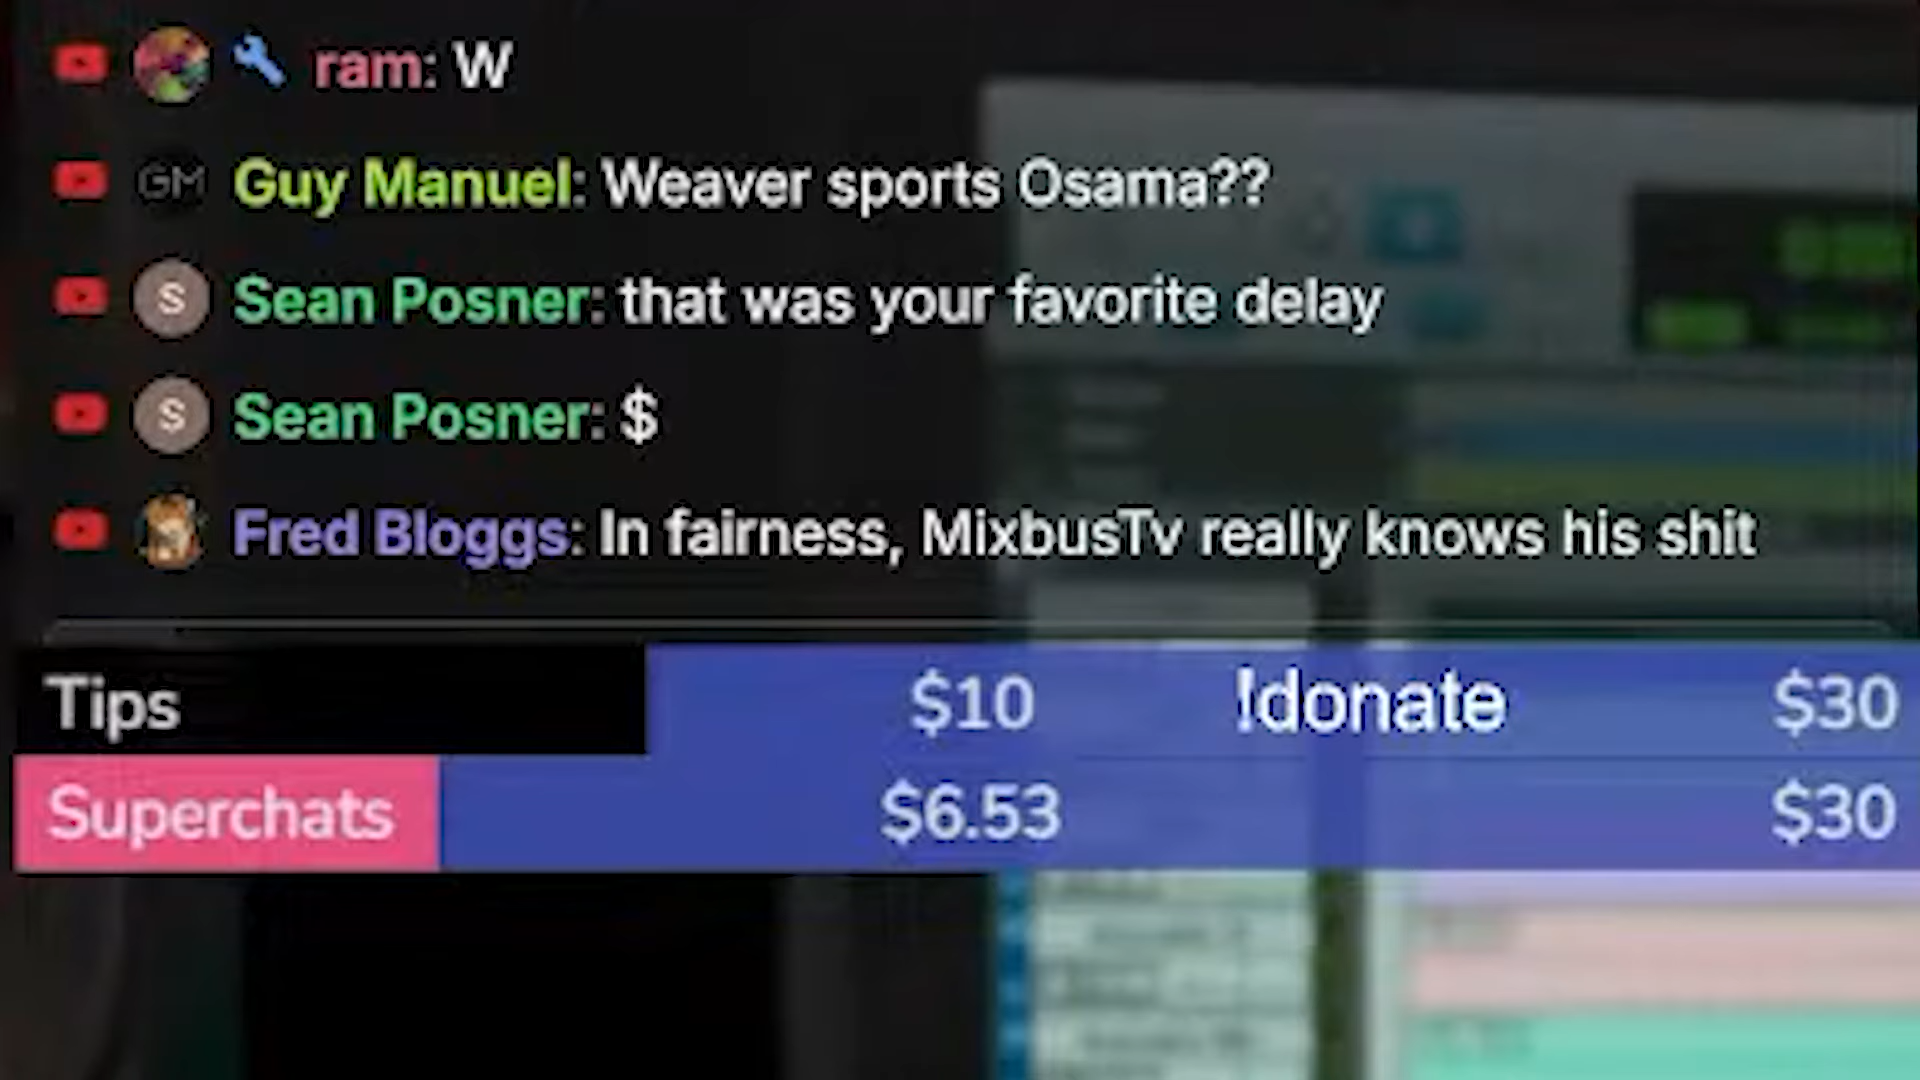 ram: W
GM Guy Manuel: Weaver sports Osama??
S Sean Posner: that was your favorite delay
S Sean Posner: $
Fred Bloggs: In fairness, MixbusTv really knows his shit
Tips $10 !donate $30
Superchats $6.53 $30